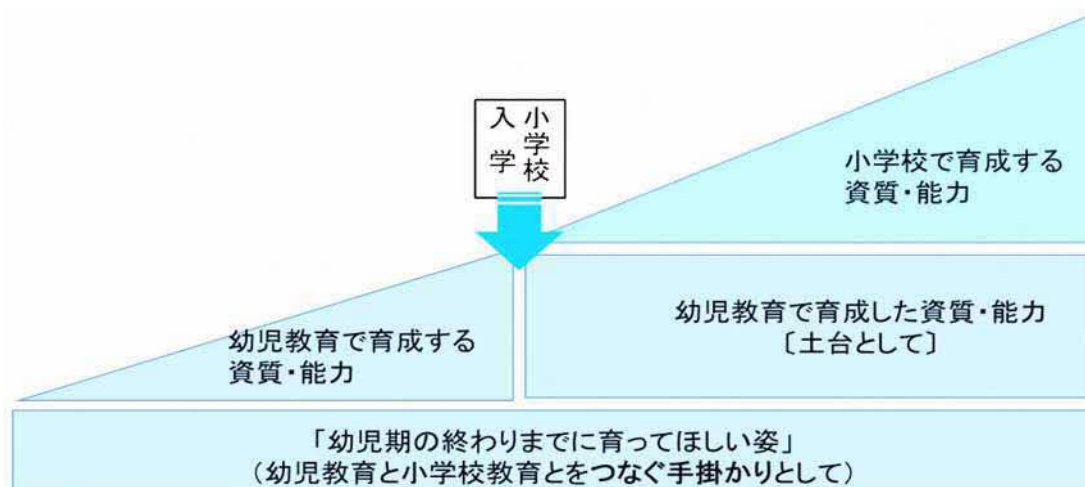 小学校
入学
小学校で育成する
資質・能力
幼児教育で育成した資質・能力
〔土台として〕
幼児教育で育成する
資質・能力
「幼児期の終わりまでに育ってほしい姿」
（幼児教育と小学校教育とをつなぐ手掛かりとして）